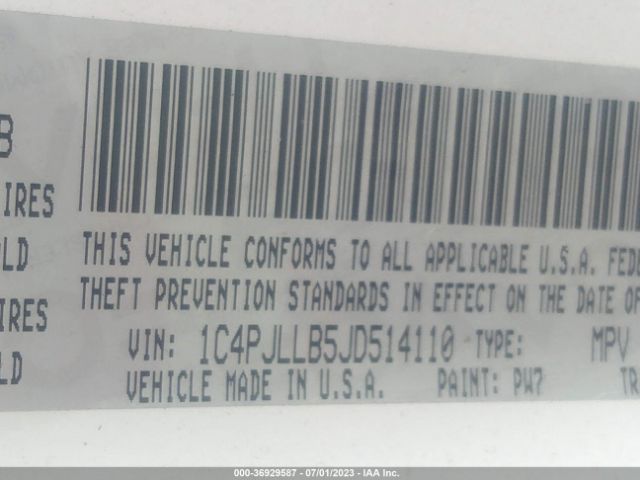 B
IRES
OLD
IRES
LD
THIS VEHICLE CONFORMS TO ALL APPLICABLE U.S.A. FEDE
THEFT PREVENTION STANDARDS IN EFFECT ON THE DATE OF
VIN: 1C4PJLLB5JD514110 TYPE: MPV
VEHICLE MADE IN U.S.A. PAINT: PW7 TR
000-36929587 - 07/01/2023 - IAA Inc.